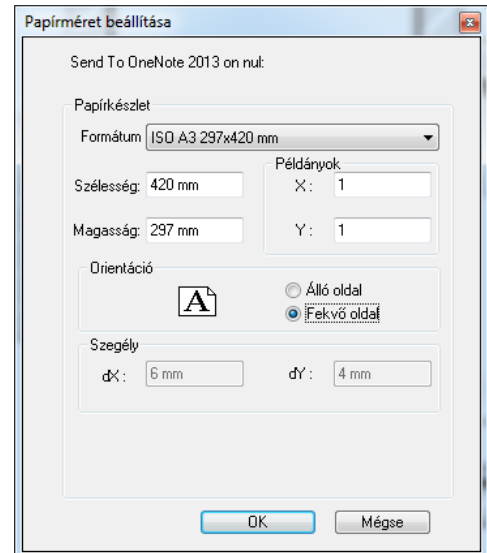 Papírméret beállítása
Send To OneNote 2013 on nul:
Papírkészlet
Formátum ISO A3 297x420 mm
Példányok
Szélesség: 420 mm X: 1
Magasság: 297 mm Y: 1
Orientáció
A
Álló oldal
Fekvő oldal
Szegély
dX: 6 mm dY: 4 mm
OK Mégse